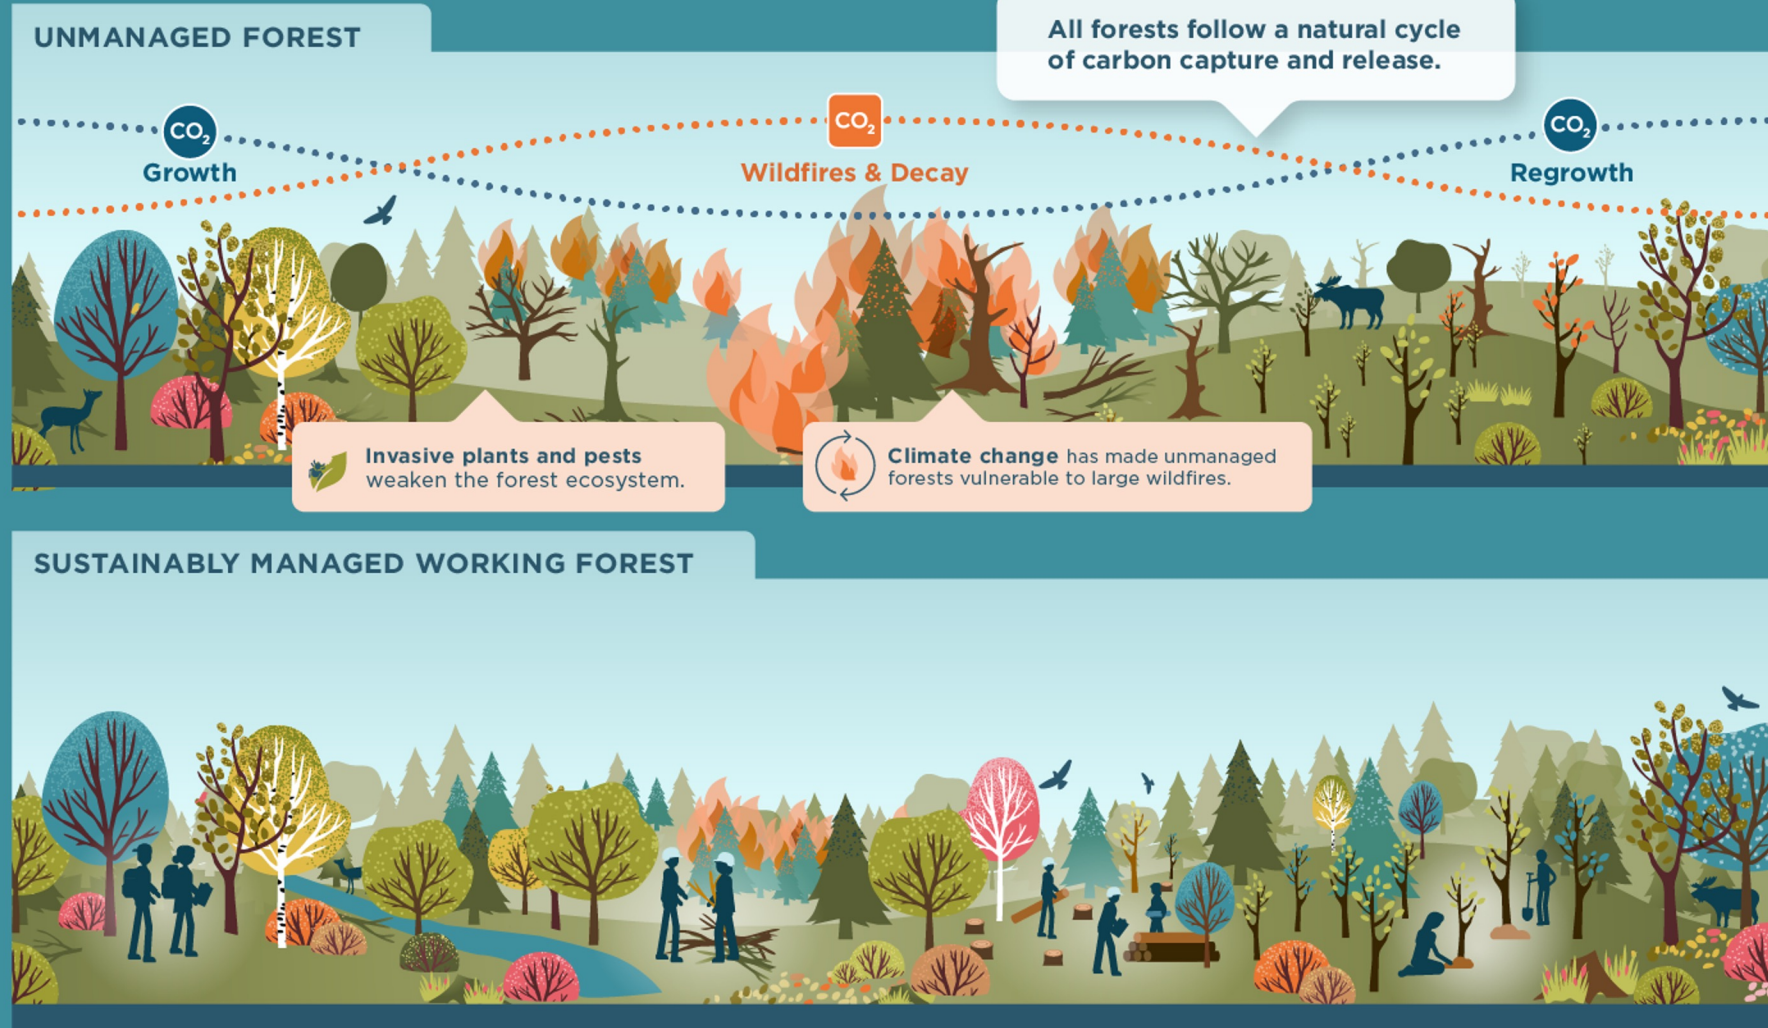 UNMANAGED FOREST
All forests follow a natural cycle
of carbon capture and release.
CO₂
Growth
CO₂
Wildfires & Decay
CO₂
Regrowth
Invasive plants and pests
weaken the forest ecosystem.
Climate change has made unmanaged
forests vulnerable to large wildfires.
SUSTAINABLY MANAGED WORKING FOREST